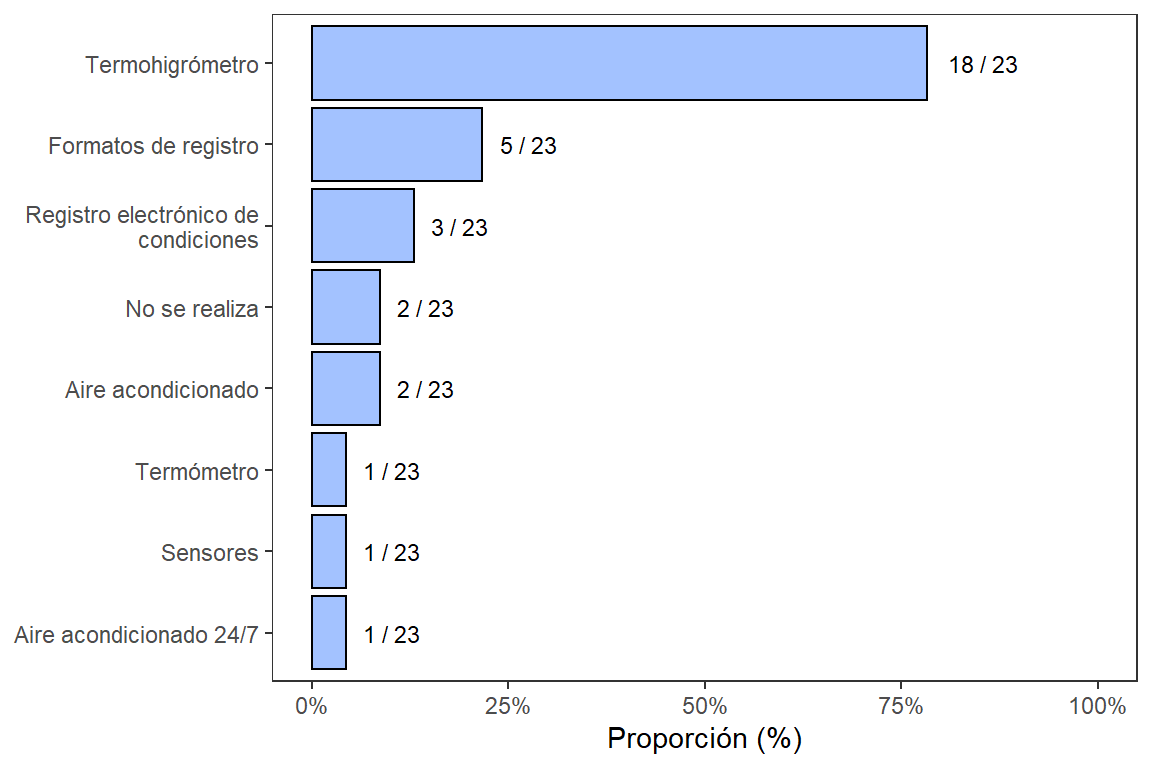 Termohigrómetro
18 / 23
Formatos de registro
5 / 23
Registro electrónico de
condiciones
3 / 23
No se realiza
2 / 23
Aire acondicionado
2 / 23
Termómetro
1 / 23
Sensores
1 / 23
Aire acondicionado 24/7
1 / 23
0%
25%
50%
75%
100%
Proporción (%)